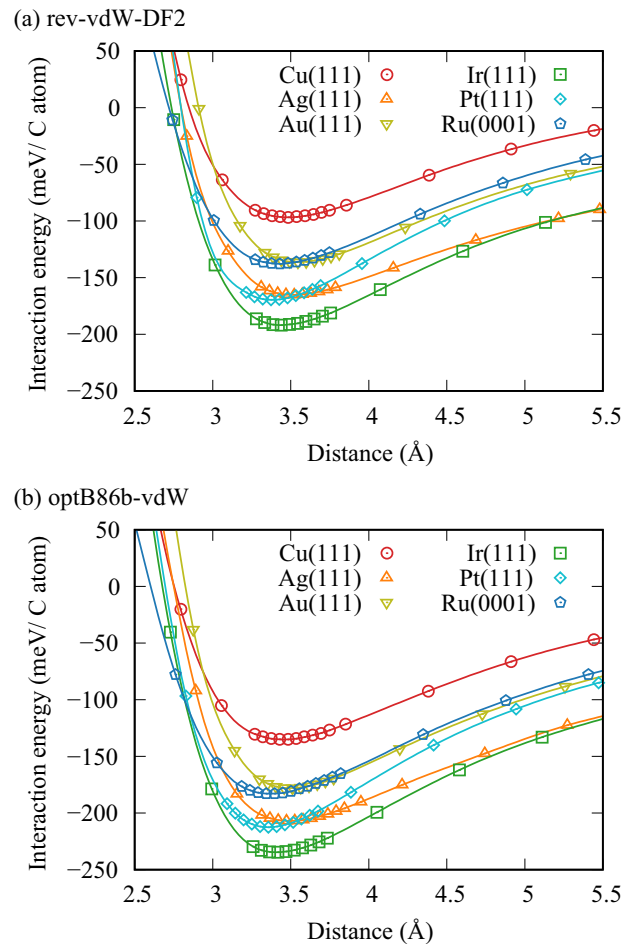 (a) rev-vdW-DF2
Interaction energy (meV/ C atom)
50
0
−50
−100
−150
−200
−250
Cu(111)
Ag(111)
Au(111)
Ir(111)
Pt(111)
Ru(0001)
2.5 3 3.5 4 4.5 5 5.5
Distance (Å)
(b) optB86b-vdW
Interaction energy (meV/ C atom)
50
0
−50
−100
−150
−200
−250
Cu(111)
Ag(111)
Au(111)
Ir(111)
Pt(111)
Ru(0001)
2.5 3 3.5 4 4.5 5 5.5
Distance (Å)